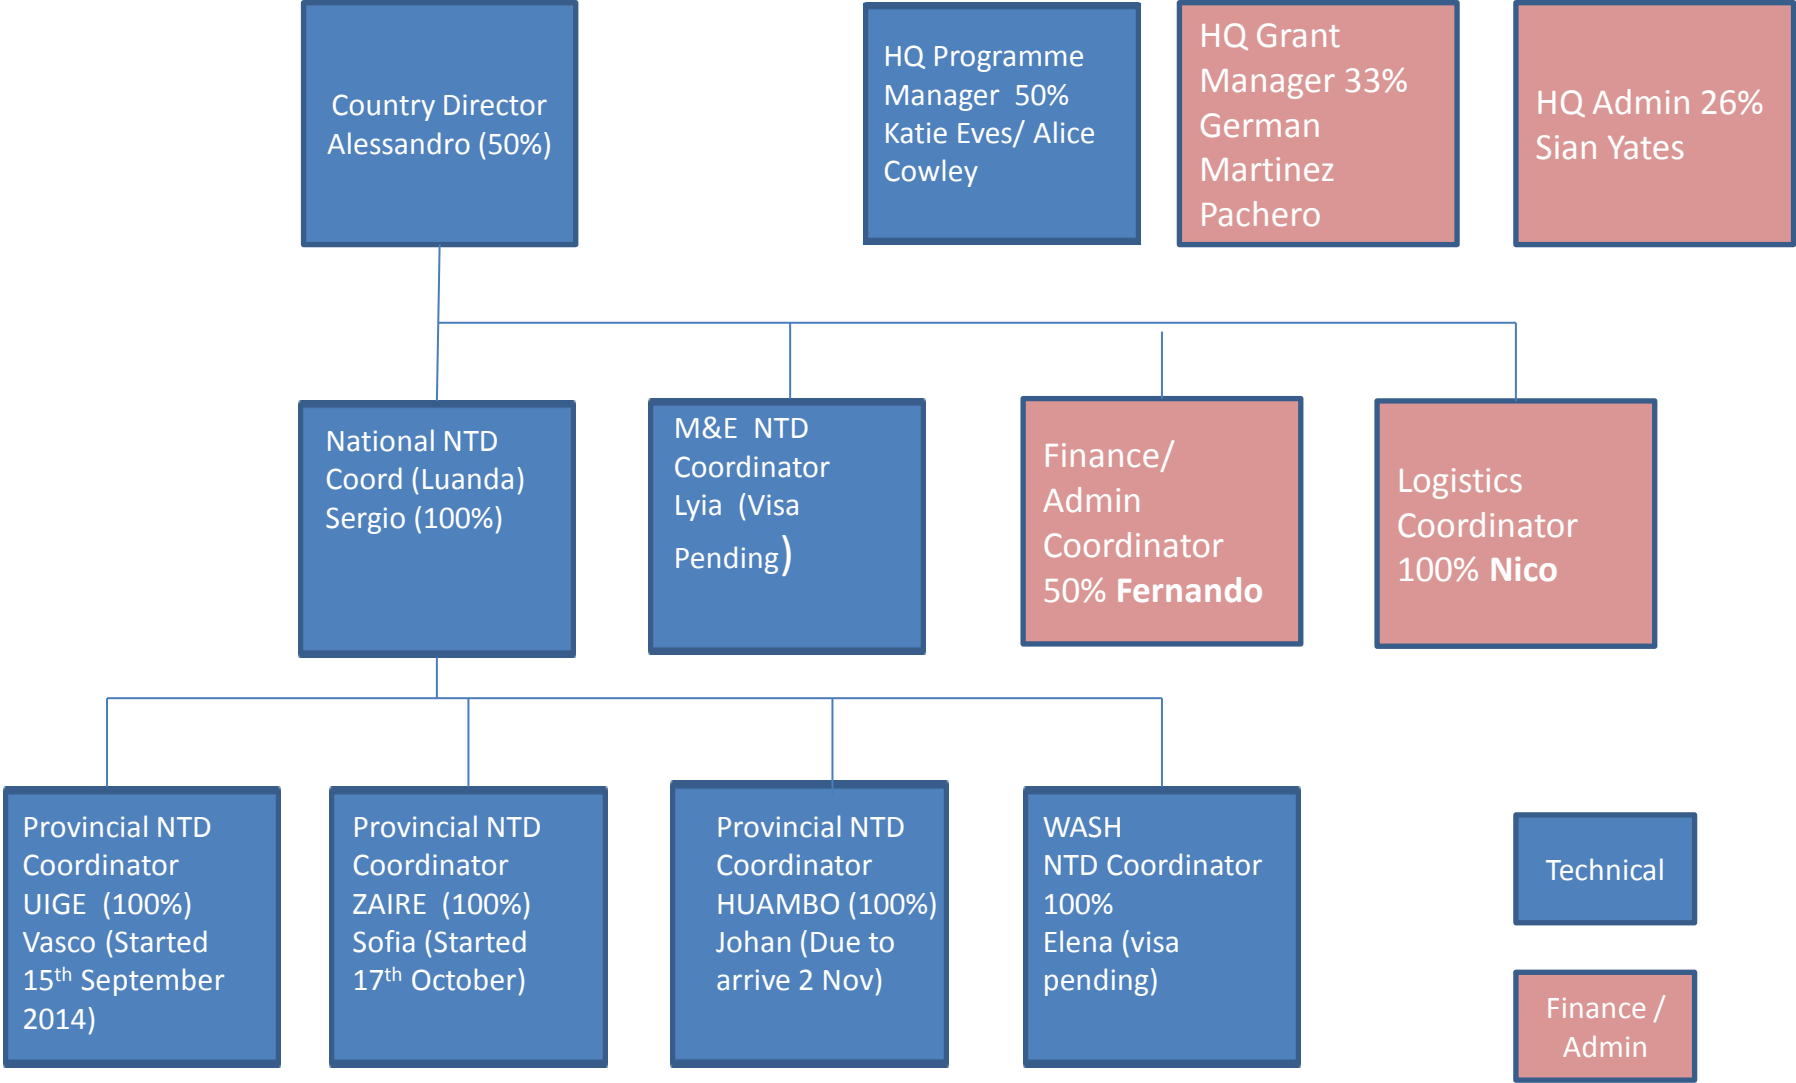 Country Director
Alessandro (50%)
HQ Programme
Manager  50%
Katie Eves/ Alice
Cowley
HQ Grant
Manager 33%
German
Martinez
Pachero
HQ Admin 26%
Sian Yates
National NTD
Coord (Luanda)
Sergio (100%)
M&E  NTD
Coordinator
Lyia  (Visa
Pending)
Finance/
Admin
Coordinator
50% Fernando
Logistics
Coordinator
100% Nico
Provincial NTD
Coordinator
UIGE  (100%)
Vasco (Started
15th September
2014)
Provincial NTD
Coordinator
ZAIRE  (100%)
Sofia (Started
17th October)
Provincial NTD
Coordinator
HUAMBO (100%)
Johan (Due to
arrive 2 Nov)
WASH
NTD Coordinator
100%
Elena (visa
pending)
Technical
Finance /
Admin